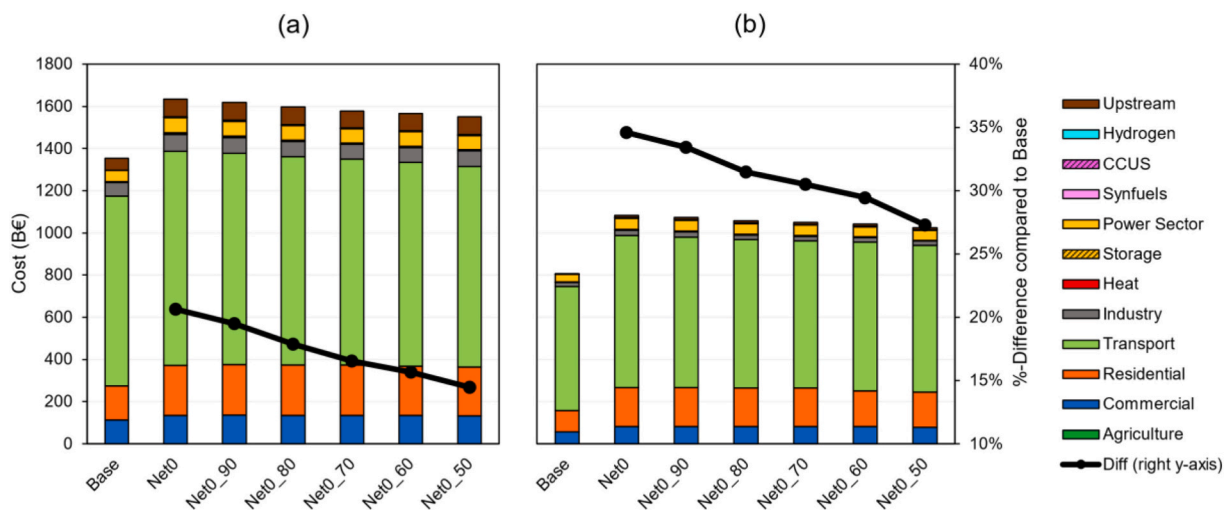 (a)
(b)
Cost (B€)
1800
1600
1400
1200
1000
800
600
400
200
0
Base
Net0
Net0_90
Net0_80
Net0_70
Net0_60
Net0_50
Base
Net0
Net0_90
Net0_80
Net0_70
Net0_60
Net0_50
40%
35%
30%
25%
20%
15%
10%
%-Difference compared to Base
Upstream
Hydrogen
CCUS
Synfuels
Power Sector
Storage
Heat
Industry
Transport
Residential
Commercial
Agriculture
Diff (right y-axis)